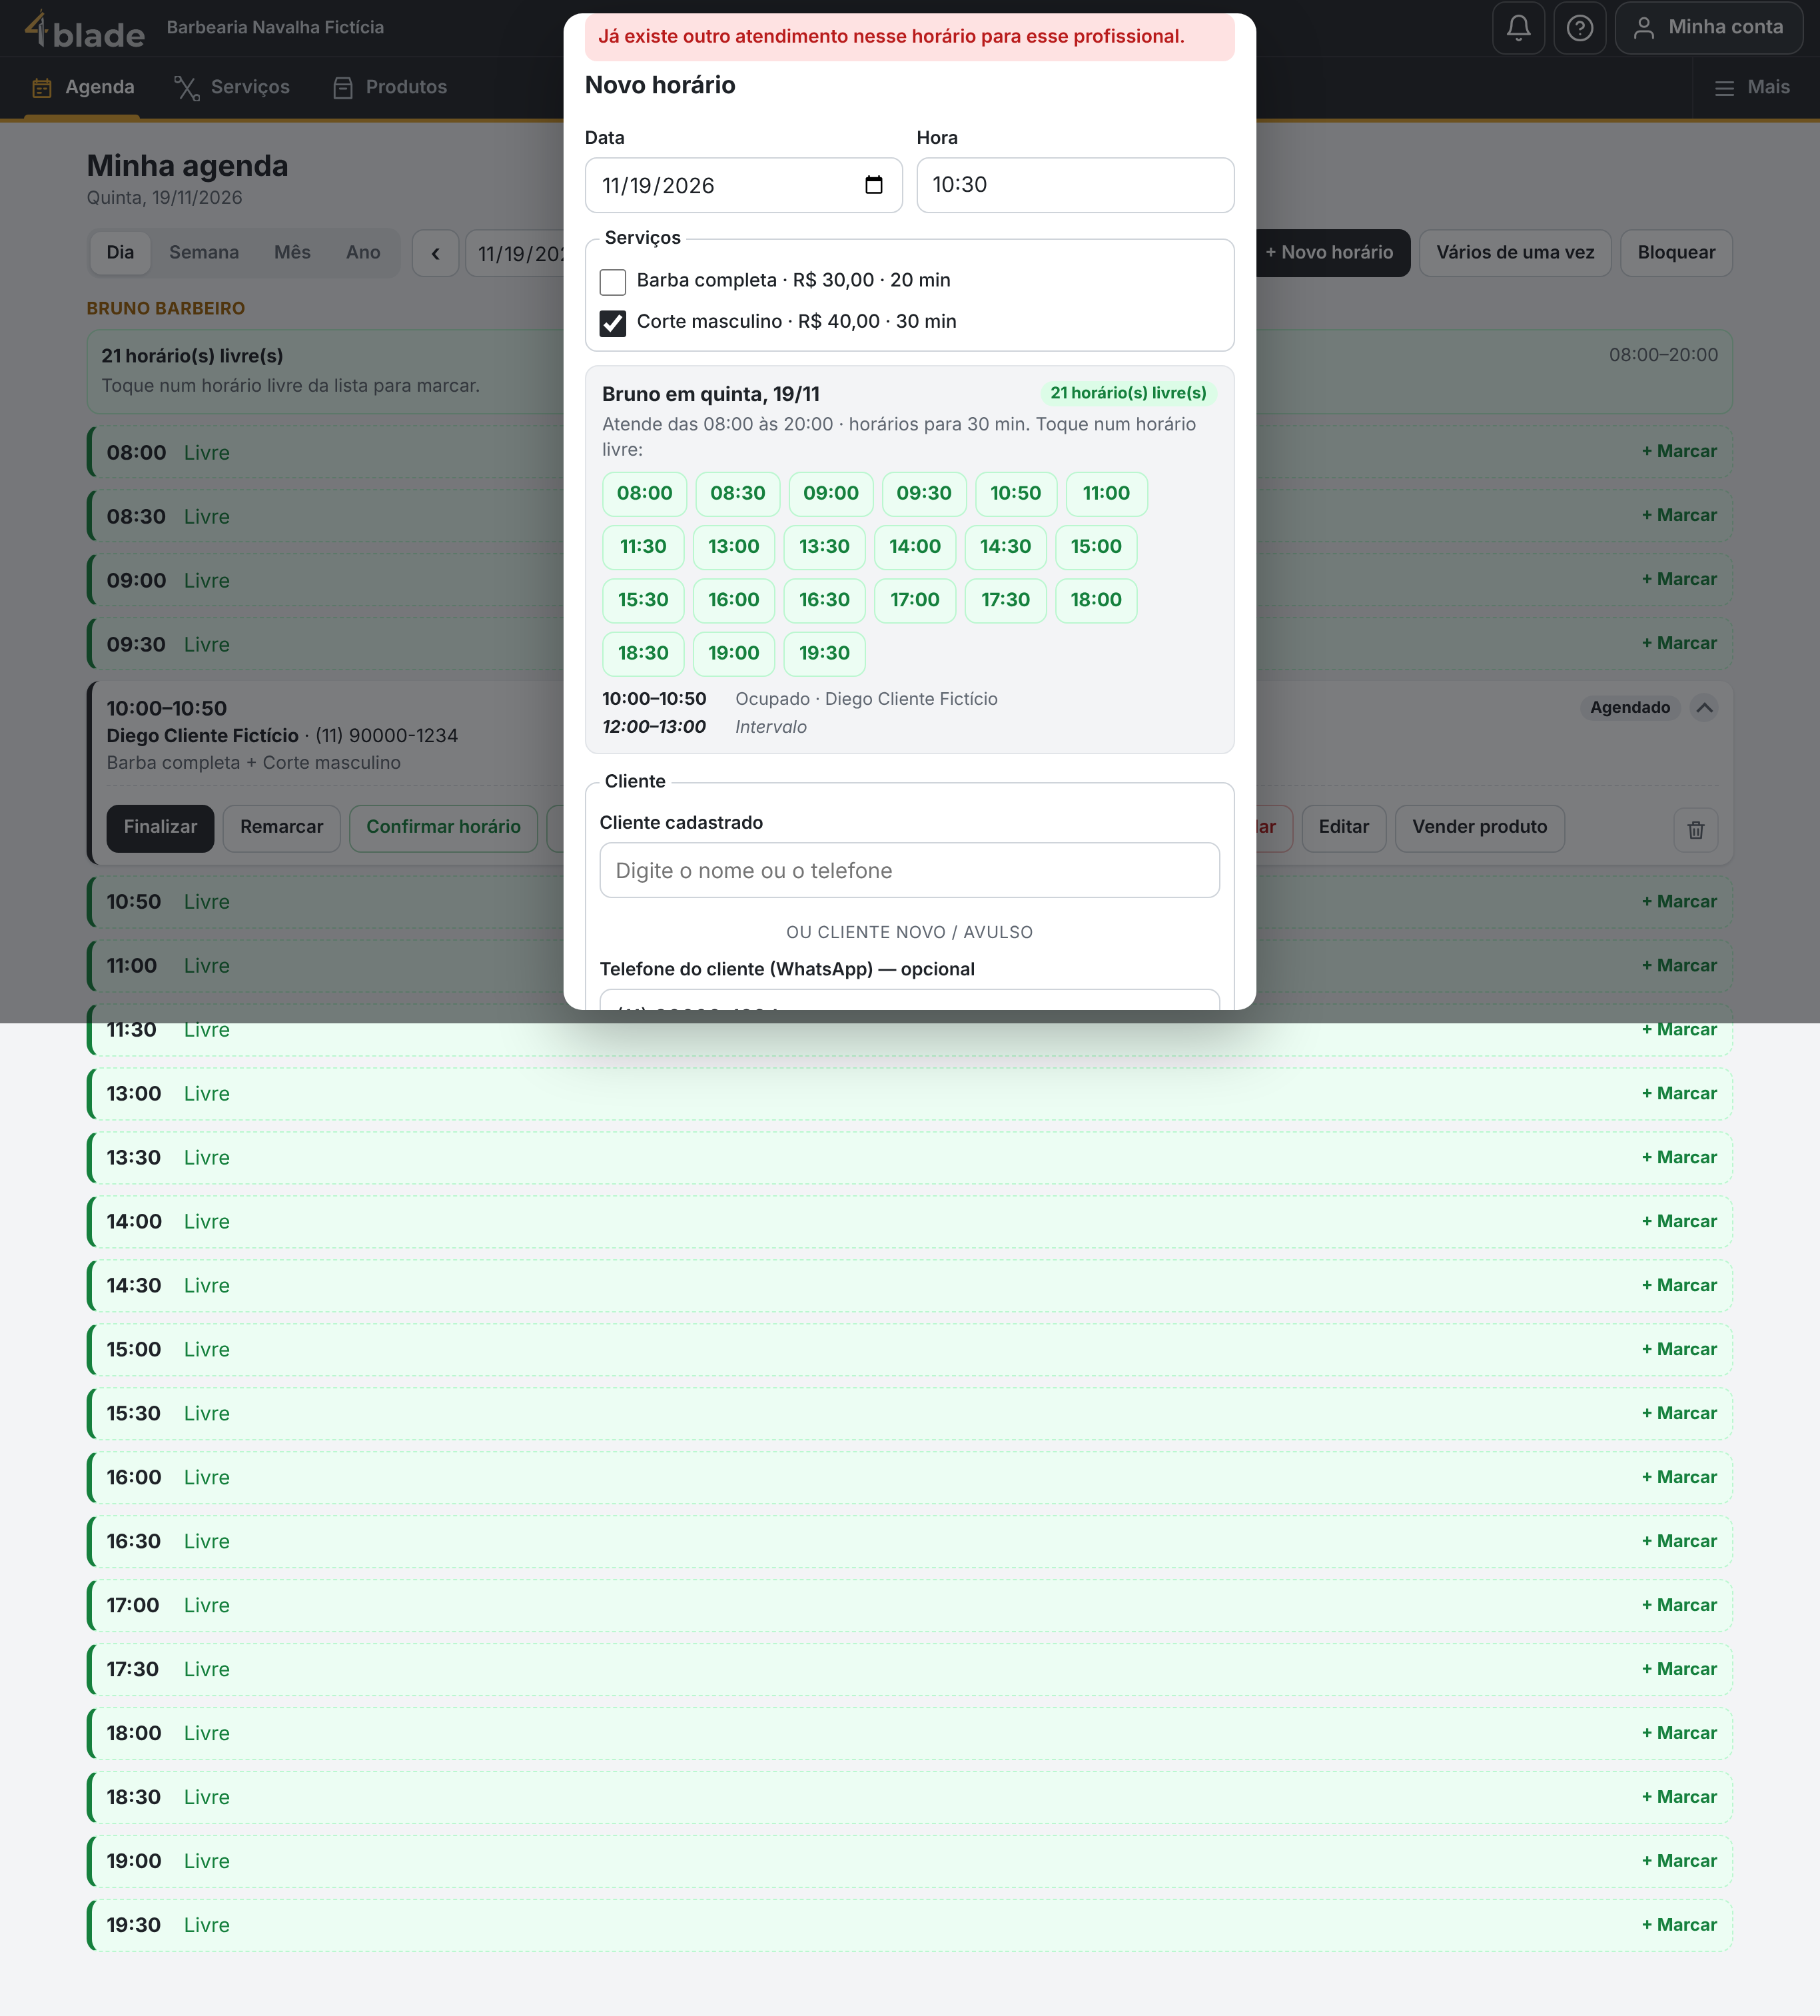 4blade
Barbearia Navalha Fictícia
Minha conta
Agenda
Serviços
Produtos
Mais
Minha agenda
Quinta, 19/11/2026
Dia
Semana
Mês
Ano
‹
11/19/202
+ Novo horário
Vários de uma vez
Bloquear
BRUNO BARBEIRO
21 horário(s) livre(s)
08:00–20:00
Toque num horário livre da lista para marcar.
08:00 Livre + Marcar
08:30 Livre + Marcar
09:00 Livre + Marcar
09:30 Livre + Marcar
10:00–10:50
Agendado
Diego Cliente Fictício · (11) 90000-1234
Barba completa + Corte masculino
Finalizar
Remarcar
Confirmar horário
lar
Editar
Vender produto
10:50 Livre + Marcar
11:00 Livre + Marcar
11:30 Livre + Marcar
13:00 Livre + Marcar
13:30 Livre + Marcar
14:00 Livre + Marcar
14:30 Livre + Marcar
15:00 Livre + Marcar
15:30 Livre + Marcar
16:00 Livre + Marcar
16:30 Livre + Marcar
17:00 Livre + Marcar
17:30 Livre + Marcar
18:00 Livre + Marcar
18:30 Livre + Marcar
19:00 Livre + Marcar
19:30 Livre + Marcar
Já existe outro atendimento nesse horário para esse profissional.
Novo horário
Data
Hora
11/19/2026
10:30
Serviços
Barba completa · R$ 30,00 · 20 min
Corte masculino · R$ 40,00 · 30 min
Bruno em quinta, 19/11
21 horário(s) livre(s)
Atende das 08:00 às 20:00 · horários para 30 min. Toque num horário
livre:
08:00 08:30 09:00 09:30 10:50 11:00
11:30 13:00 13:30 14:00 14:30 15:00
15:30 16:00 16:30 17:00 17:30 18:00
18:30 19:00 19:30
10:00–10:50 Ocupado · Diego Cliente Fictício
12:00–13:00 Intervalo
Cliente
Cliente cadastrado
Digite o nome ou o telefone
OU CLIENTE NOVO / AVULSO
Telefone do cliente (WhatsApp) — opcional